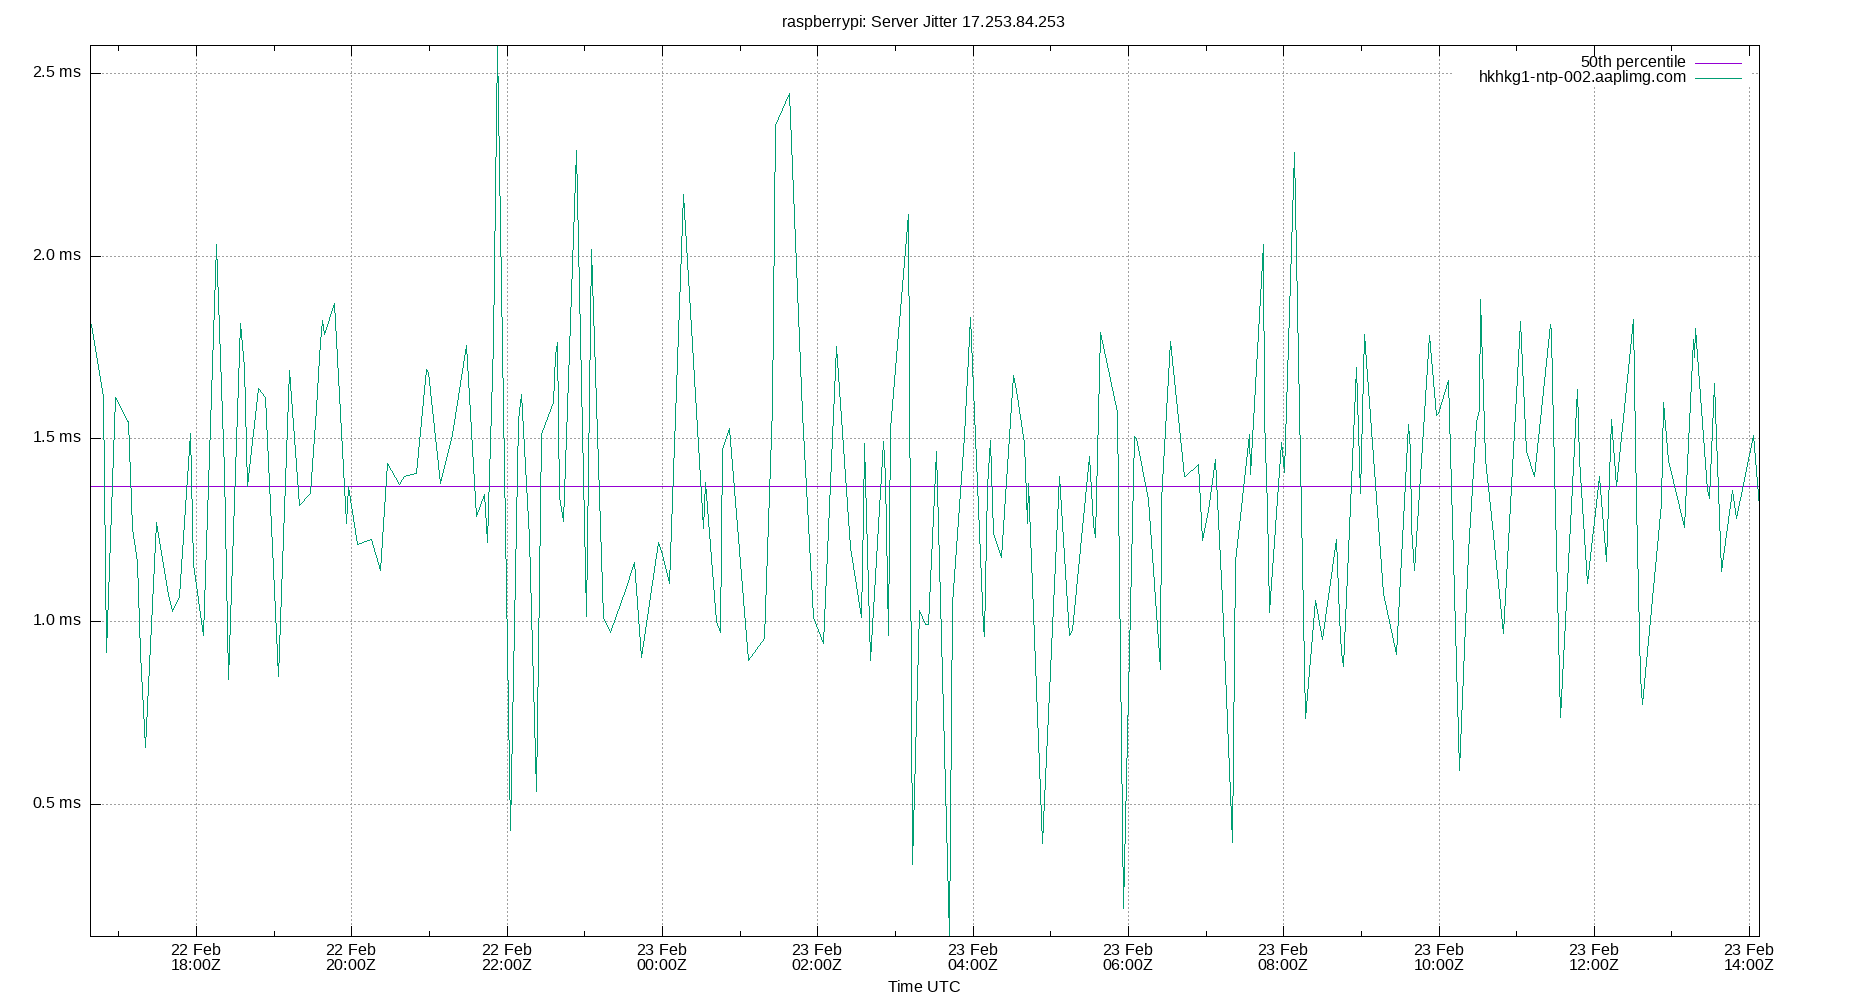 raspberrypi: Server Jitter 17.253.84.253
50th percentile
hkhkg1-ntp-002.aaplimg.com
2.5 ms
2.0 ms
1.5 ms
1.0 ms
0.5 ms
22 Feb 22 Feb 22 Feb 23 Feb 23 Feb 23 Feb 23 Feb 23 Feb 23 Feb 23 Feb 23 Feb
18:00Z 20:00Z 22:00Z 00:00Z 02:00Z 04:00Z 06:00Z 08:00Z 10:00Z 12:00Z 14:00Z
Time UTC